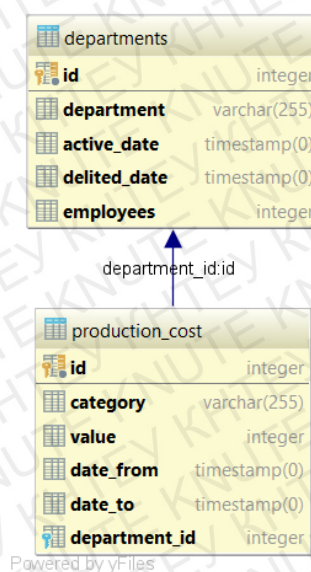 departments
id integer
department varchar(255)
active_date timestamp(0)
delited_date timestamp(0)
employees integer
department_id:id
production_cost
id integer
category varchar(255)
value integer
date_from timestamp(0)
date_to timestamp(0)
department_id integer
Powered by yFiles